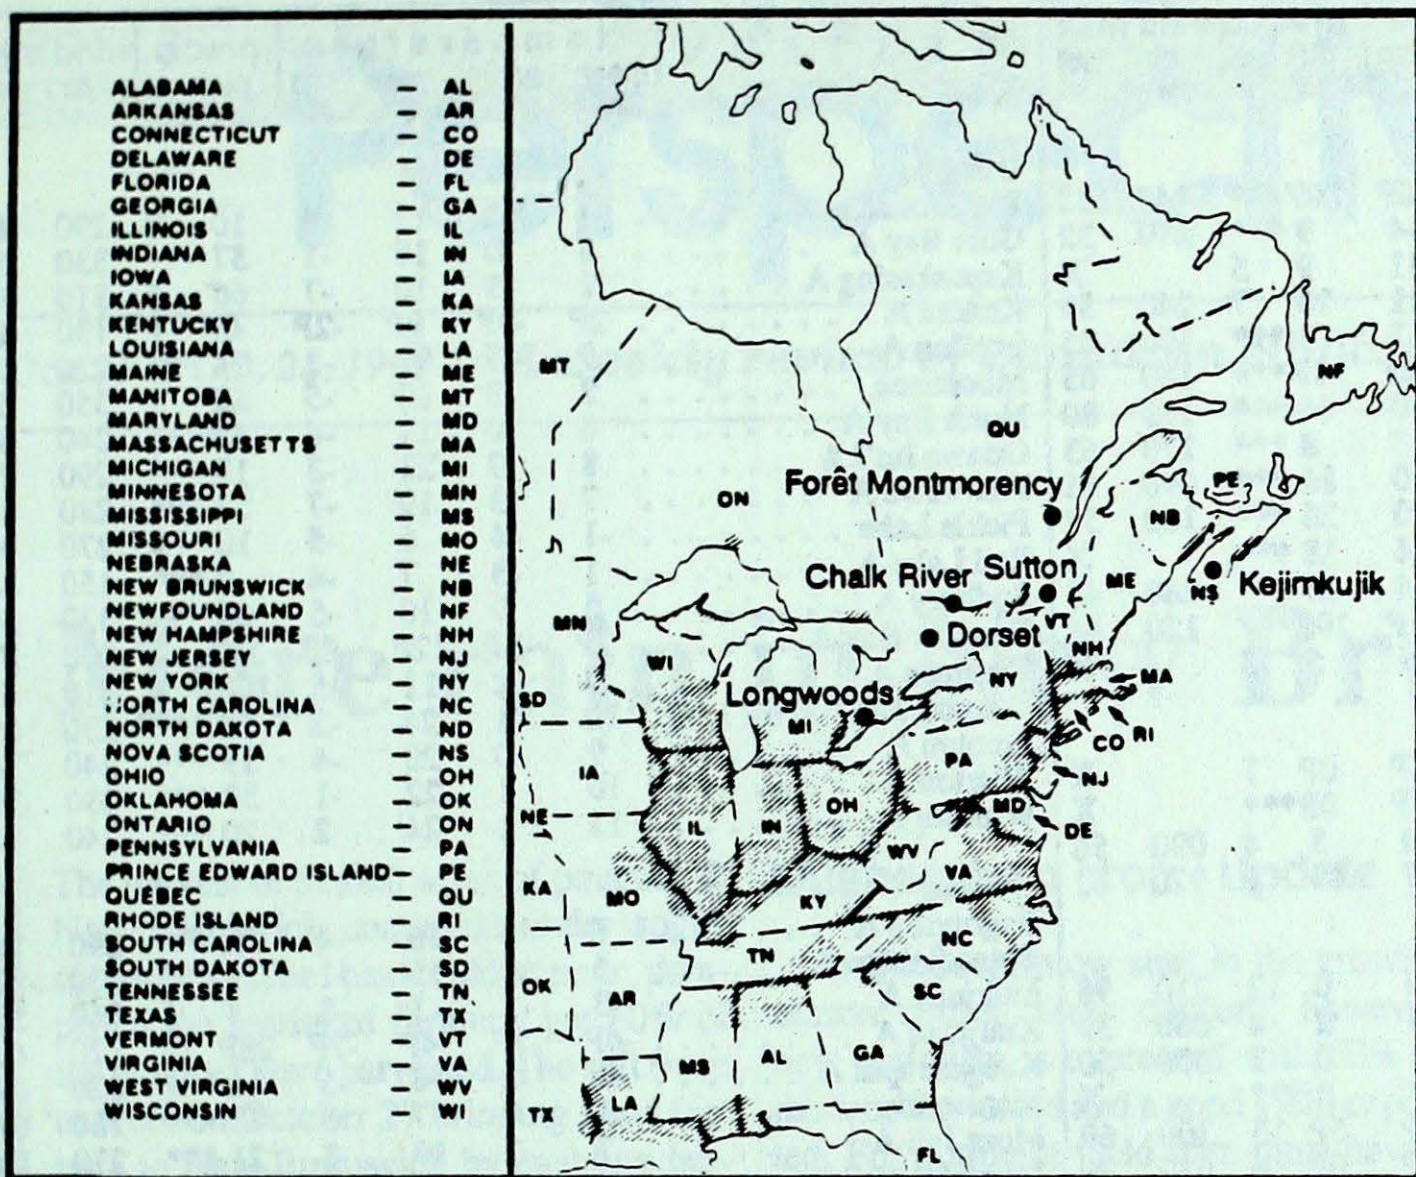 ALABAMA — AL
ARKANSAS — AR
CONNECTICUT — CO
DELAWARE — DE
FLORIDA — FL
GEORGIA — GA
ILLINOIS — IL
INDIANA — IN
IOWA — IA
KANSAS — KA
KENTUCKY — KY
LOUISIANA — LA
MAINE — ME
MANITOBA — MT
MARYLAND — MD
MASSACHUSETTS — MA
MICHIGAN — MI
MINNESOTA — MN
MISSISSIPPI — MS
MISSOURI — MO
NEBRASKA — NE
NEW BRUNSWICK — NB
NEWFOUNDLAND — NF
NEW HAMPSHIRE — NH
NEW JERSEY — NJ
NEW YORK — NY
NORTH CAROLINA — NC
NORTH DAKOTA — ND
NOVA SCOTIA — NS
OHIO — OH
OKLAHOMA — OK
ONTARIO — ON
PENNSYLVANIA — PA
PRINCE EDWARD ISLAND — PE
QUÉBEC — QU
RHODE ISLAND — RI
SOUTH CAROLINA — SC
SOUTH DAKOTA — SD
TENNESSEE — TN
TEXAS — TX
VERMONT — VT
VIRGINIA — VA
WEST VIRGINIA — WV
WISCONSIN — WI
MT
NF
QU
ON
Forêt Montmorency
PE
NB
Chalk River
Sutton
ME
NS
Kejimkujik
MN
VT
Dorset
NH
WI
NY
MA
SD
Longwoods
MI
CO
RI
IA
PA
NJ
NE
IL
IN
OH
MD
DE
WV
VA
KA
MO
KY
TN
NC
OK
AR
SC
MS
AL
GA
LA
TX
FL